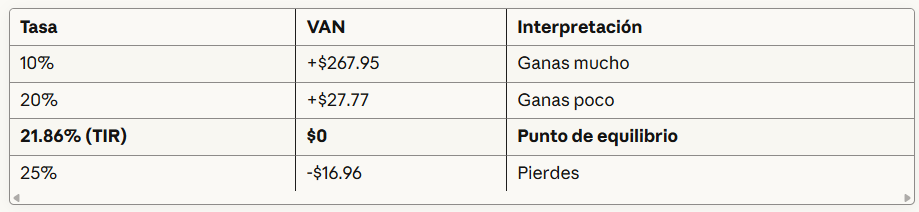 Tasa VAN Interpretación
10% +$267.95 Ganas mucho
20% +$27.77 Ganas poco
21.86% (TIR) $0 Punto de equilibrio
25% -$16.96 Pierdes